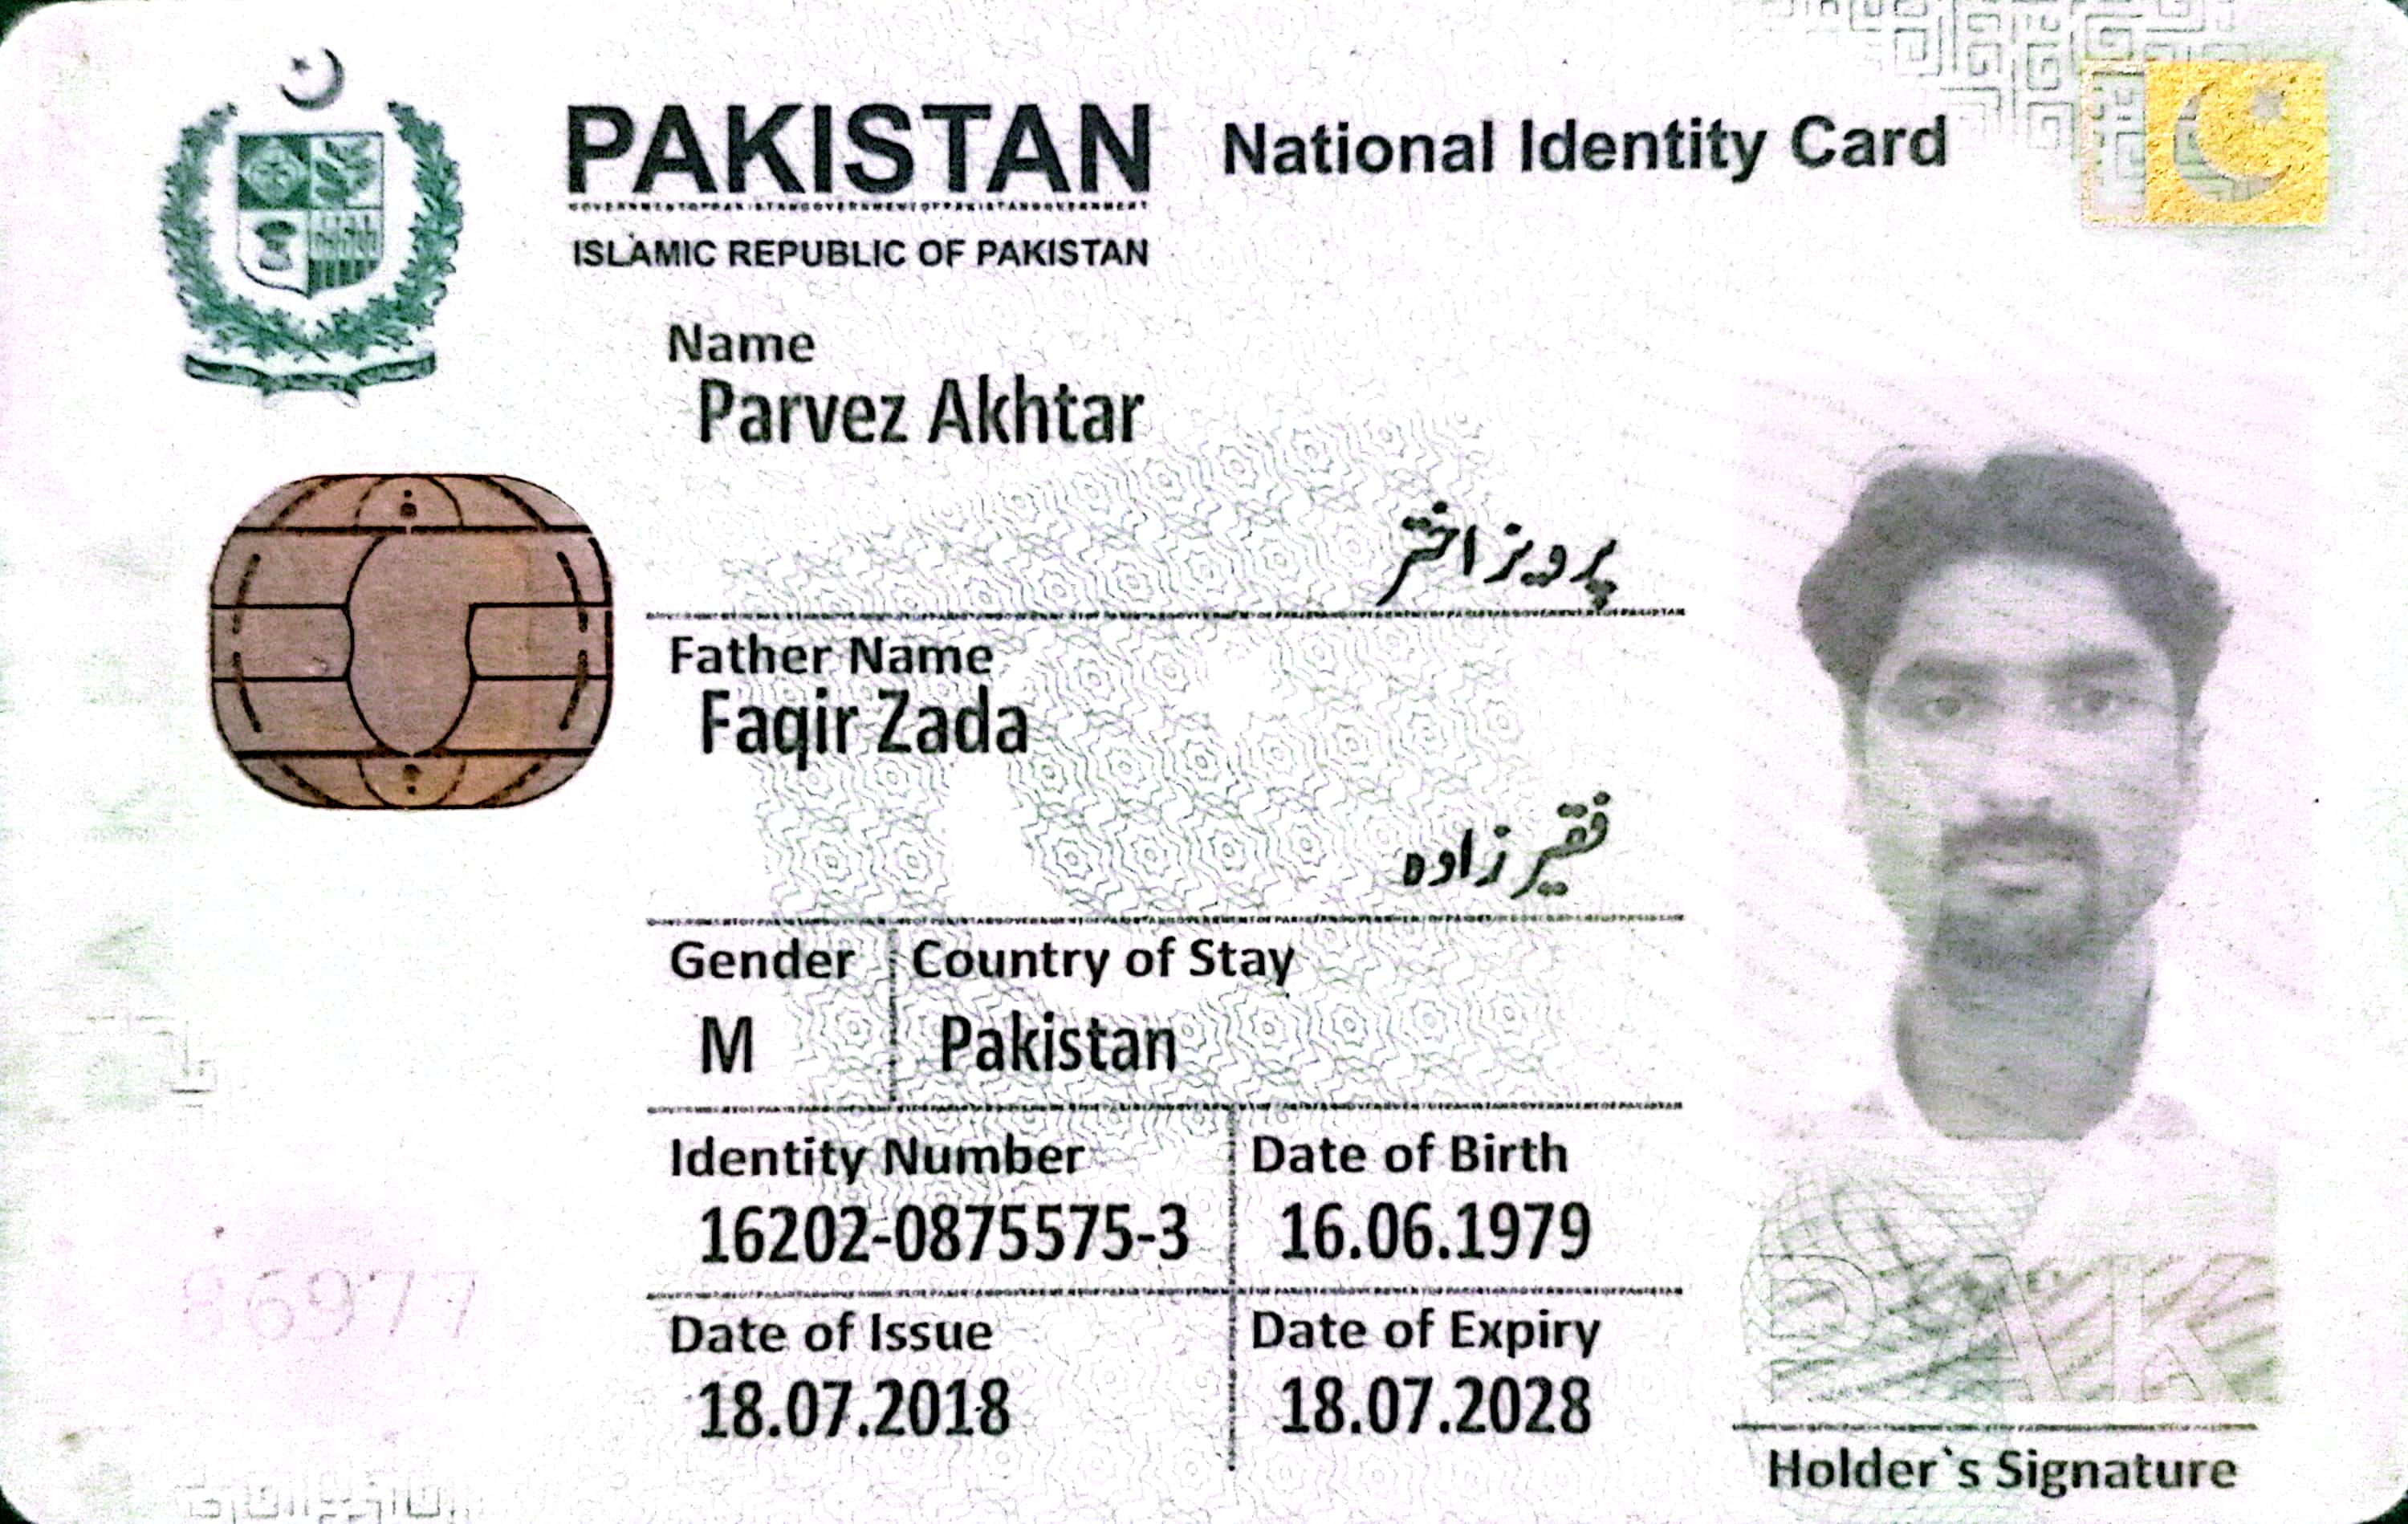 PAKISTAN National Identity Card
ISLAMIC REPUBLIC OF PAKISTAN
Name
Parvez Akhtar
پرویز اختر
Father Name
Faqir Zada
فقیر زادہ
Gender Country of Stay
M Pakistan
Identity Number Date of Birth
16202-0875575-3 16.06.1979
Date of Issue Date of Expiry
18.07.2018 18.07.2028
PAK
Holder`s Signature